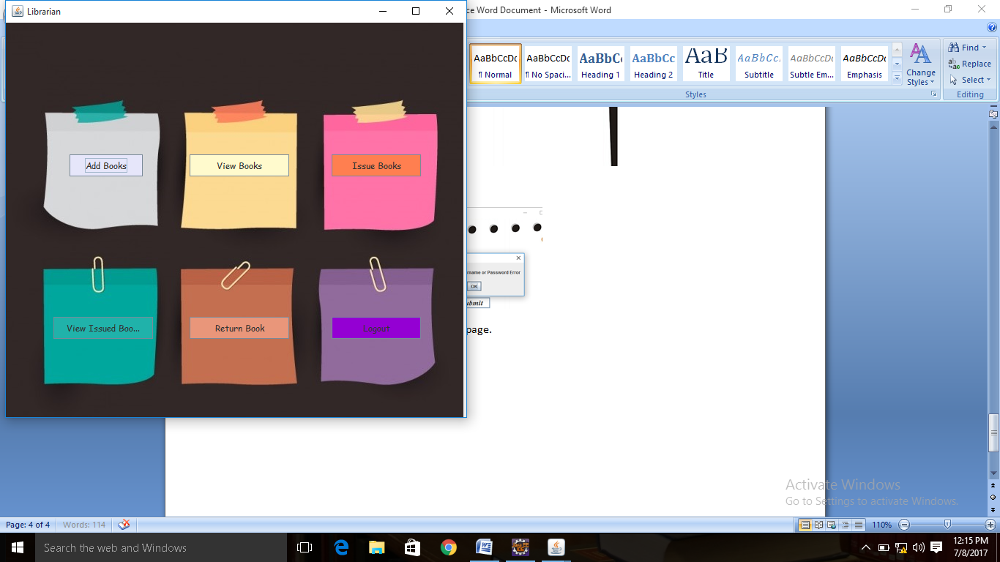 Librarian
ce Word Document - Microsoft Word
AaBbCcDc AaBbCcDc AaBbCc AaBbCc AaB AaBbCc. AaBbCcDc AaBbCcDc
¶ Normal ¶ No Spaci... Heading 1 Heading 2 Title Subtitle Subtle Em... Emphasis
Change
Styles
Find
Replace
Select
Styles
Editing
Add Books
View Books
Issue Books
View Issued Boo...
Return Book
Logout
rname or Password Error
OK
ubmit
page.
Activate Windows
Go to Settings to activate Windows.
Page: 4 of 4 Words: 114
110%
Search the web and Windows
Java EE
IDE
12:15 PM
7/8/2017